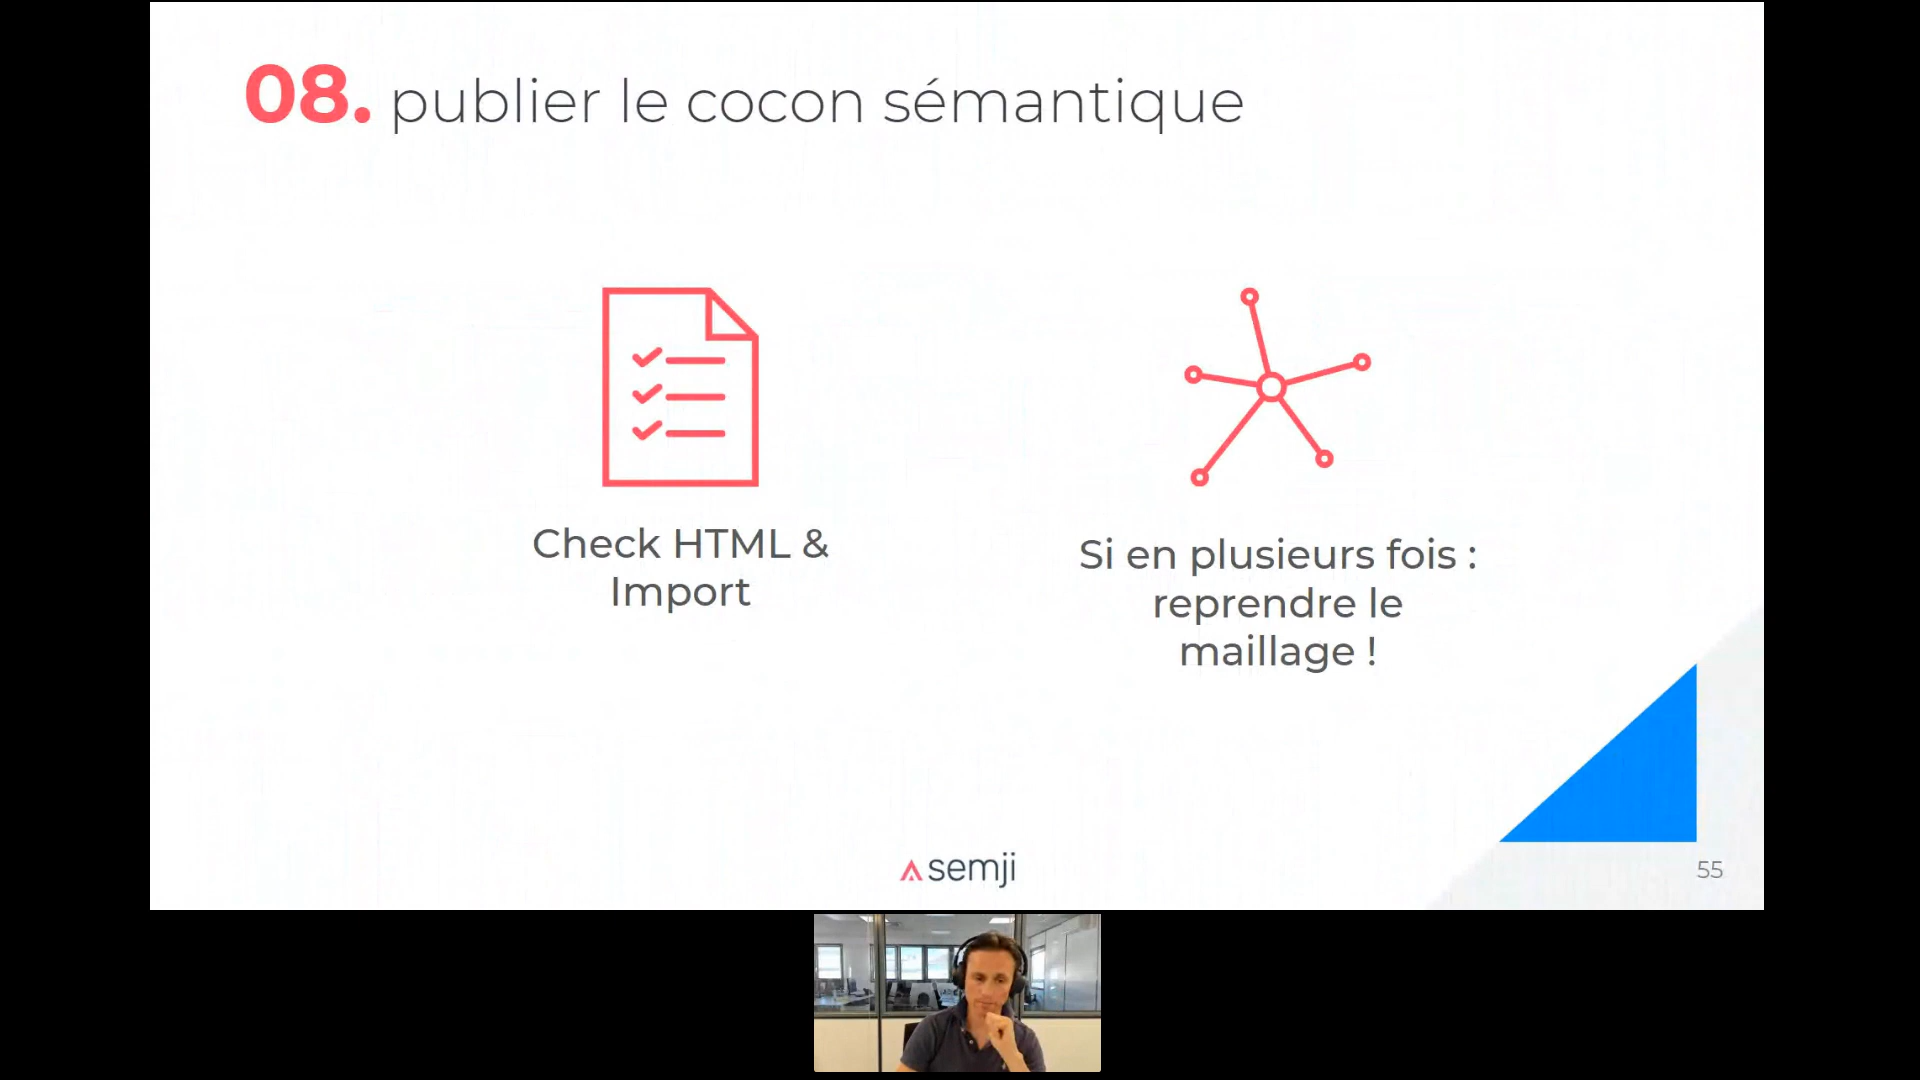 08. publier le cocon sémantique
Check HTML &
Import
Si en plusieurs fois :
reprendre le
maillage !
semji
55